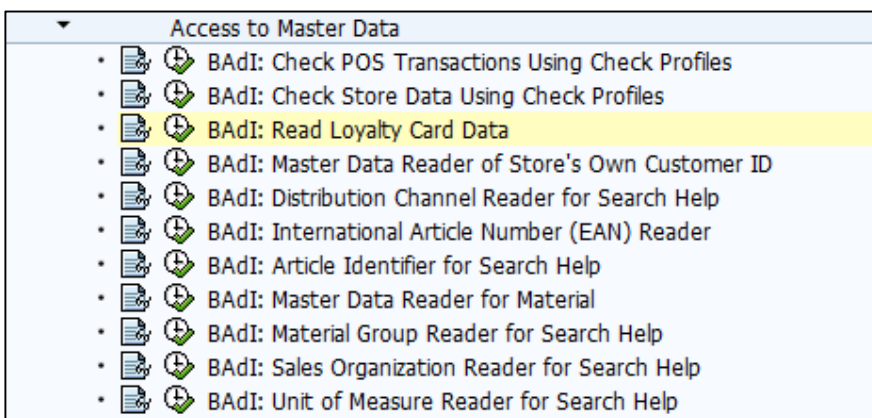 Access to Master Data
BAdI: Check POS Transactions Using Check Profiles
BAdI: Check Store Data Using Check Profiles
BAdI: Read Loyalty Card Data
BAdI: Master Data Reader of Store's Own Customer ID
BAdI: Distribution Channel Reader for Search Help
BAdI: International Article Number (EAN) Reader
BAdI: Article Identifier for Search Help
BAdI: Master Data Reader for Material
BAdI: Material Group Reader for Search Help
BAdI: Sales Organization Reader for Search Help
BAdI: Unit of Measure Reader for Search Help